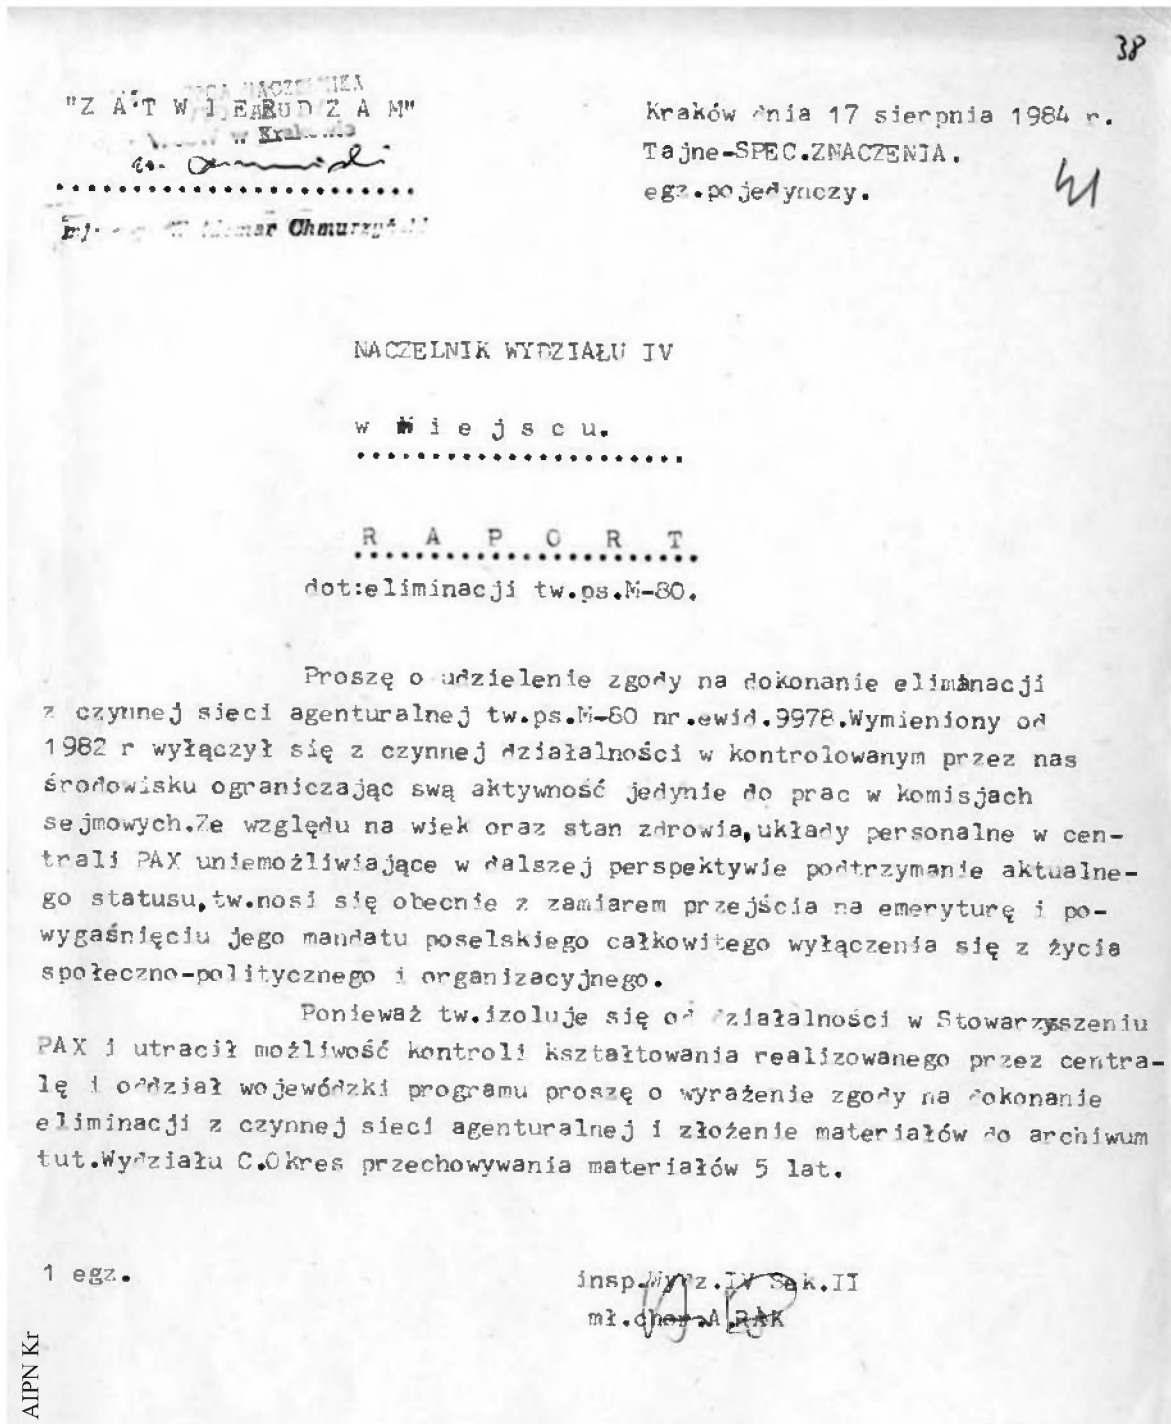 38
"Z A T W I E R D Z A M"
w Krakowie
Chmurzyński
Kraków dnia 17 sierpnia 1984 r.
Tajne-SPEC.ZNACZENIA.
egz.pojedynczy.
41
NACZELNIK WYDZIAŁU IV
w m i e j s c u.
......................
R A P O R T
.......................
dot:eliminacji tw.ps.M-80.
Proszę o udzielenie zgody na dokonanie eliminacji
z czynnej sieci agenturalnej tw.ps.M-80 nr.ewid.9978.Wymieniony od
1982 r wyłączył się z czynnej działalności w kontrolowanym przez nas
środowisku ograniczając swą aktywność jedynie do prac w komisjach
sejmowych.Ze względu na wiek oraz stan zdrowia,układy personalne w cen-
trali PAX uniemożliwiające w dalszej perspektywie podtrzymanie aktualne-
go statusu,tw.nosi się obecnie z zamiarem przejścia na emeryturę i po-
wygaśnięciu jego mandatu poselskiego całkowitego wyłączenia się z życia
społeczno-politycznego i organizacyjnego.
Ponieważ tw.izoluje się od działalności w Stowarzyszeniu
PAX i utracił możliwość kontroli kształtowania realizowanego przez centra-
lę i oddział wojewódzki programu proszę o wyrażenie zgody na dokonanie
eliminacji z czynnej sieci agenturalnej i złożenie materiałów do archiwum
tut.Wydziału C.Okres przechowywania materiałów 5 lat.
1 egz.
insp.Wydz.IV Sek.II
mł.chor.A.RAK
AIPN Kr